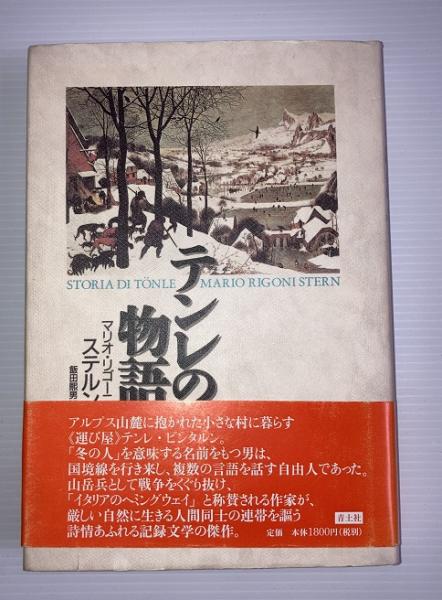 STORIA DI TÖNLE MARIO RIGONI STERN
テンレの
物語
マリオ・リゴーニ
ステルン
飯田熙男
アルプス山麓に抱かれた小さな村に暮らす
《運び屋》テンレ・ビンタルン。
「冬の人」を意味する名前をもつ男は、
国境線を行き来し、複数の言語を話す自由人であった。
山岳兵として戦争をくぐり抜け、
「イタリアのヘミングウェイ」と称賛される作家が、
厳しい自然に生きる人間同士の連帯を謳う
詩情あふれる記録文学の傑作。
青土社
定価 本体1800円(税別)